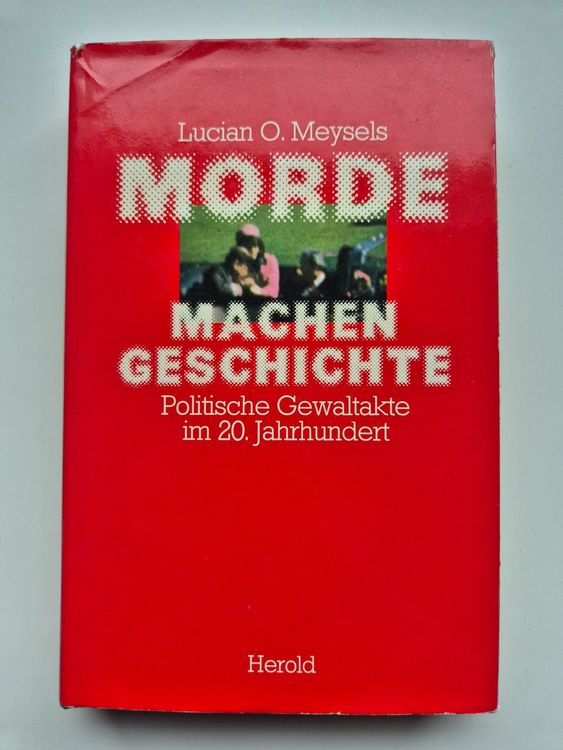 Lucian O. Meysels
MORDE
MACHEN
GESCHICHTE
Politische Gewaltakte
im 20. Jahrhundert
Herold